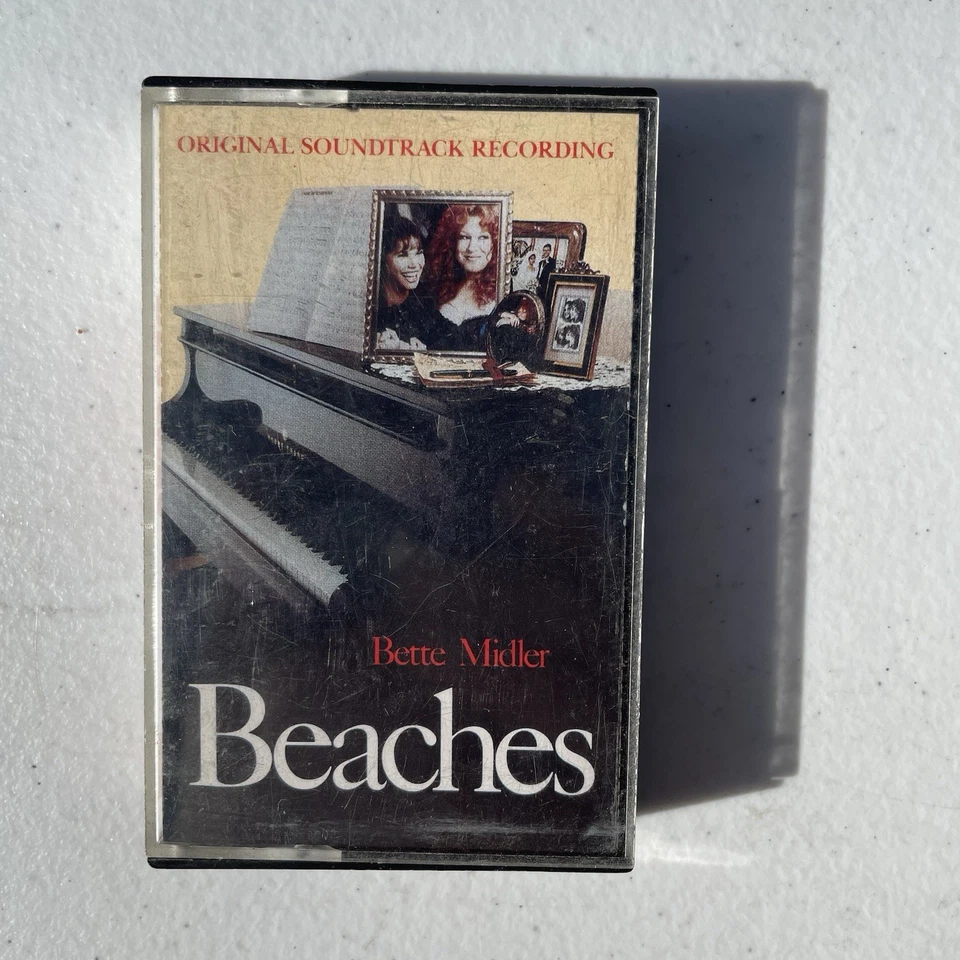 ORIGINAL SOUNDTRACK RECORDING
Bette Midler
Beaches